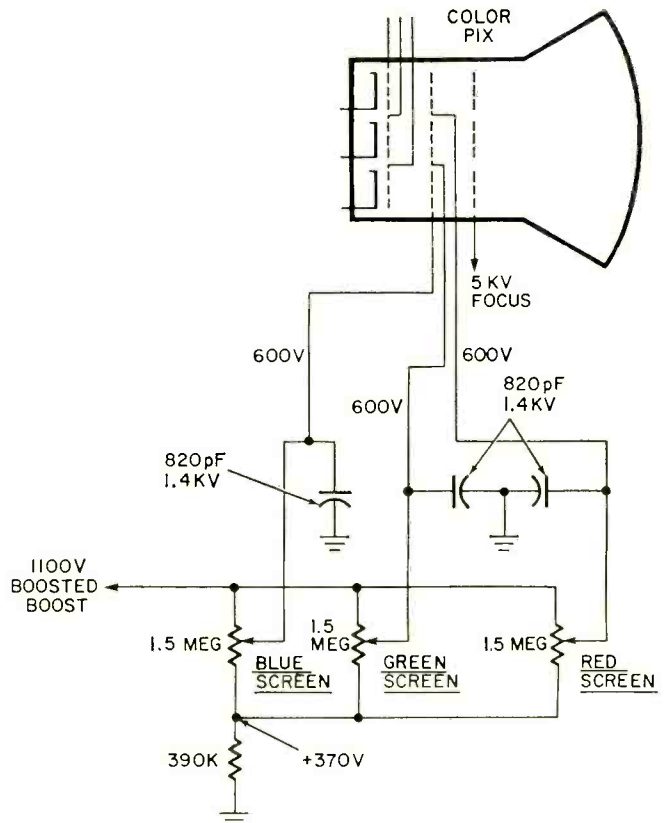 COLOR
PIX
5 KV
FOCUS
600V
600V
600V
820pF
1.4KV
820pF
1.4KV
1100V
BOOSTED
BOOST
1.5 MEG
BLUE
SCREEN
1.5
MEG
GREEN
SCREEN
1.5 MEG
RED
SCREEN
390K
+370V